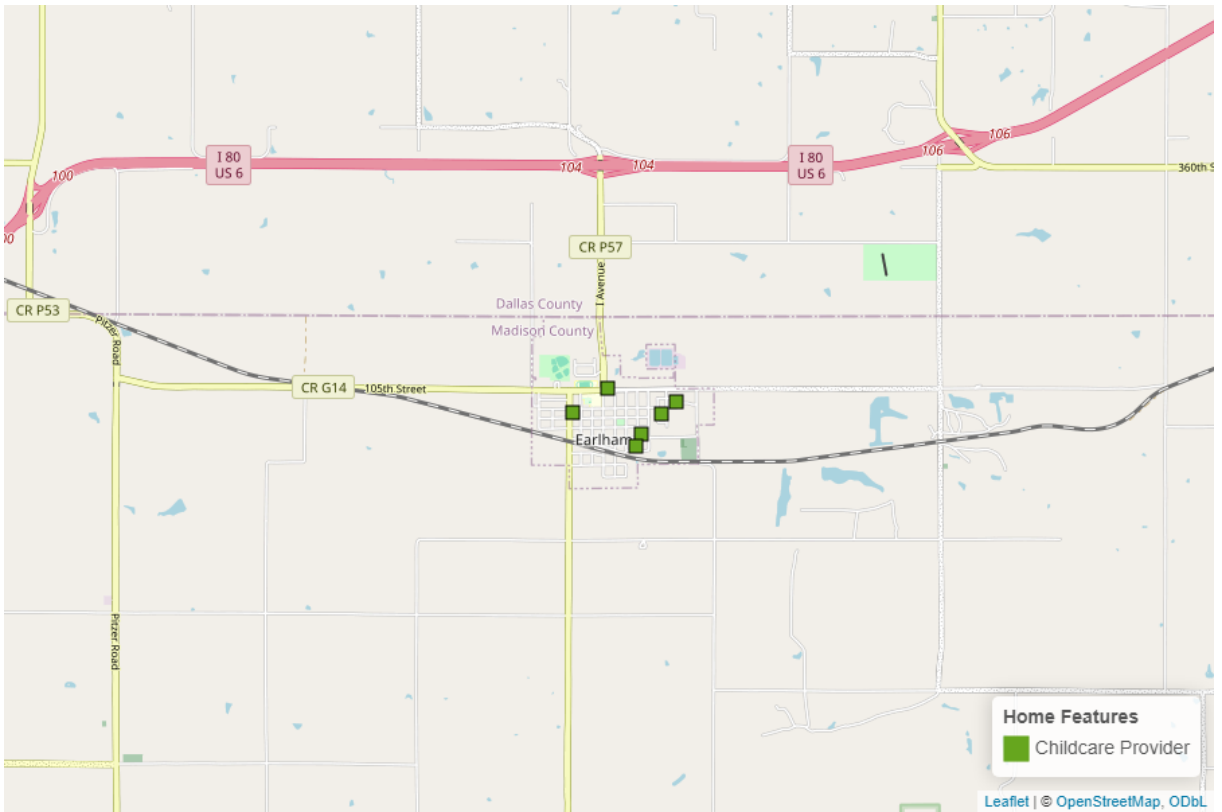 106
106
I 80
US 6
I 80
US 6
104
104
100
360th S
00
CR P57
I Avenue
Dallas County
CR P53
Madison County
Pitzer Road
CR G14
105th Street
Earlham
Pitzer Road
Home Features
Childcare Provider
Leaflet | © OpenStreetMap, ODbL